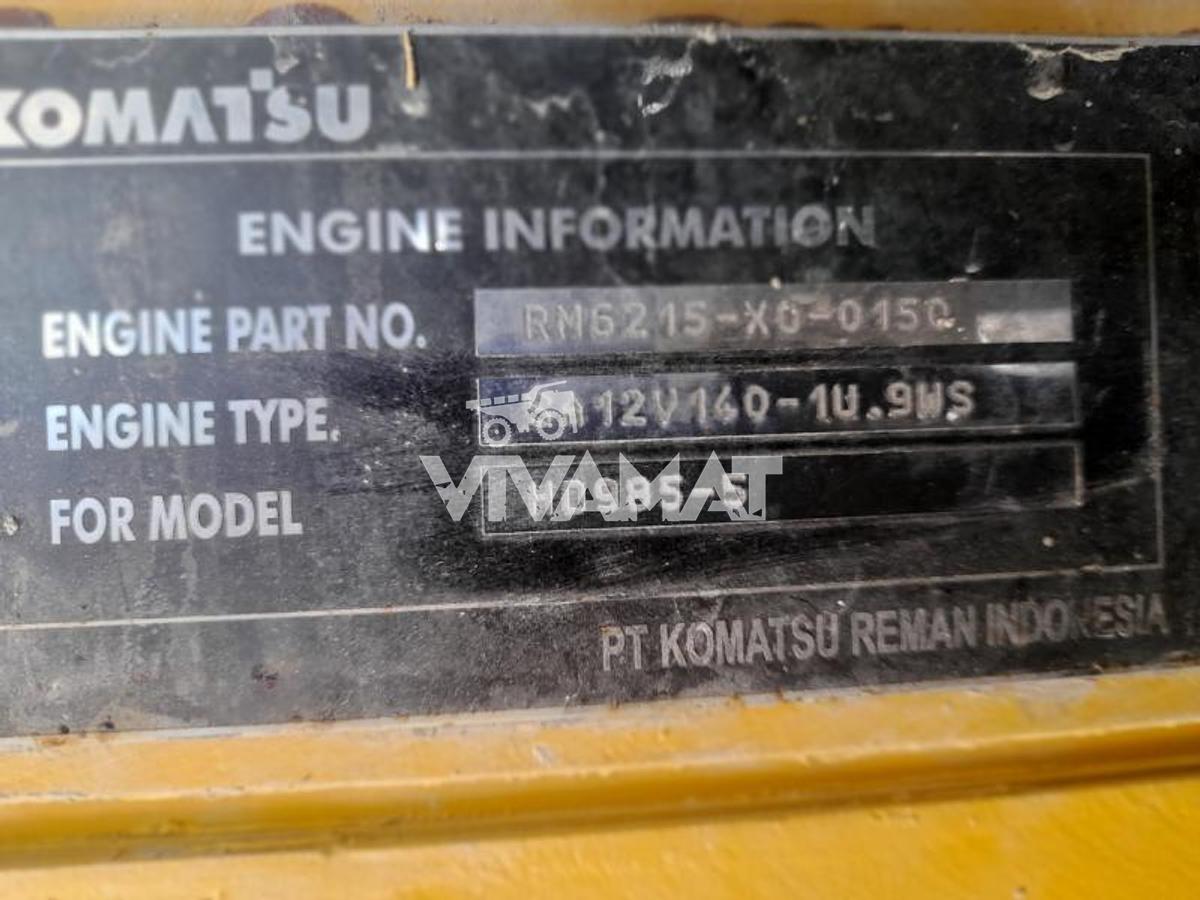 KOMATSU
ENGINE INFORMATION
ENGINE PART NO. RM6215-X0-0150
ENGINE TYPE. 12V140-1U.9WS
FOR MODEL
VIVAMAT
PT KOMATSU REMAN INDONESIA